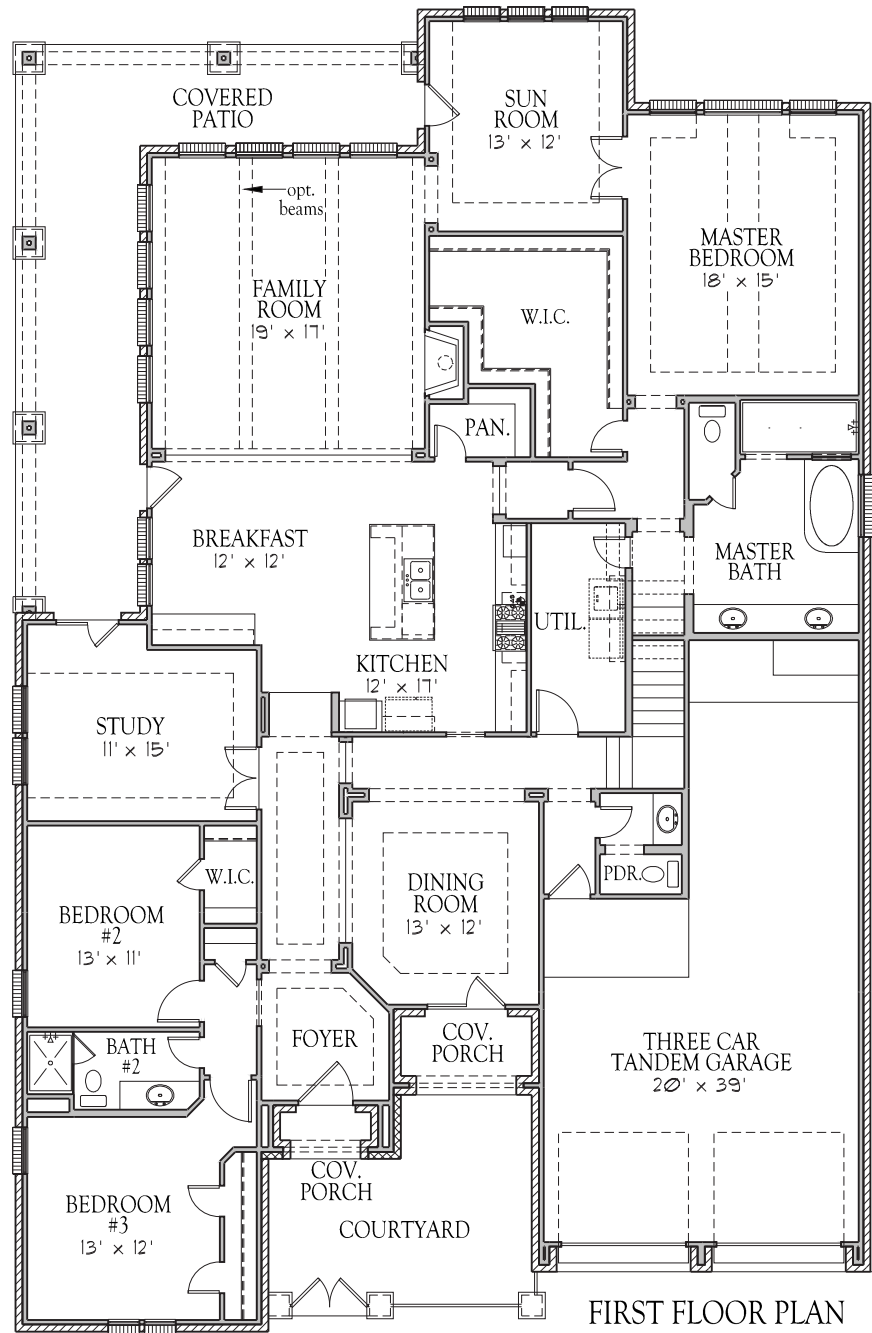 COVERED
PATIO
SUN
ROOM
13' x 12'
opt.
beams
MASTER
BEDROOM
18' x 15'
FAMILY
ROOM
19' x 17'
W.I.C.
PAN.
BREAKFAST
12' x 12'
MASTER
BATH
UTIL.
KITCHEN
12' x 17'
STUDY
11' x 15'
W.I.C.
PDR.
DINING
ROOM
13' x 12'
BEDROOM
#2
13' x 11'
FOYER
COV.
PORCH
BATH
#2
THREE CAR
TANDEM GARAGE
20' x 39'
COV.
PORCH
BEDROOM
#3
13' x 12'
COURTYARD
FIRST FLOOR PLAN